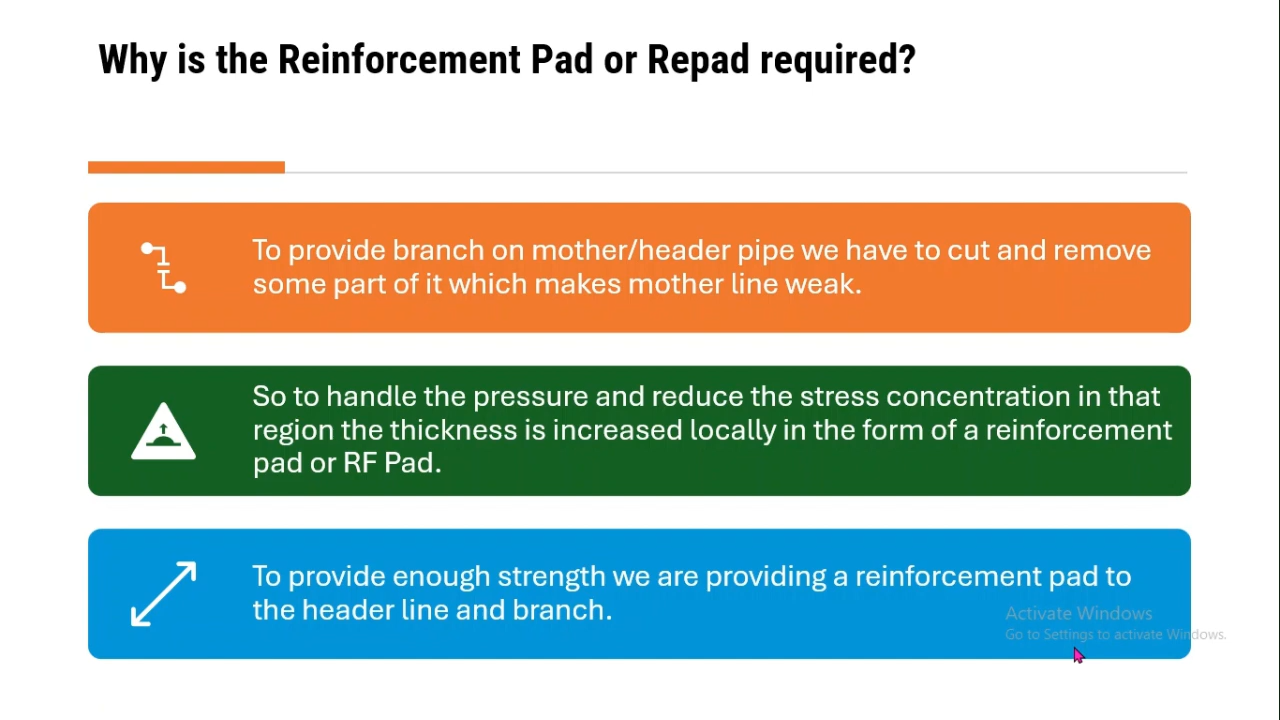 Why is the Reinforcement Pad or Repad required?
To provide branch on mother/header pipe we have to cut and remove
some part of it which makes mother line weak.
So to handle the pressure and reduce the stress concentration in that
region the thickness is increased locally in the form of a reinforcement
pad or RF Pad.
To provide enough strength we are providing a reinforcement pad to
the header line and branch.
Activate Windows
Go to Settings to activate Windows.